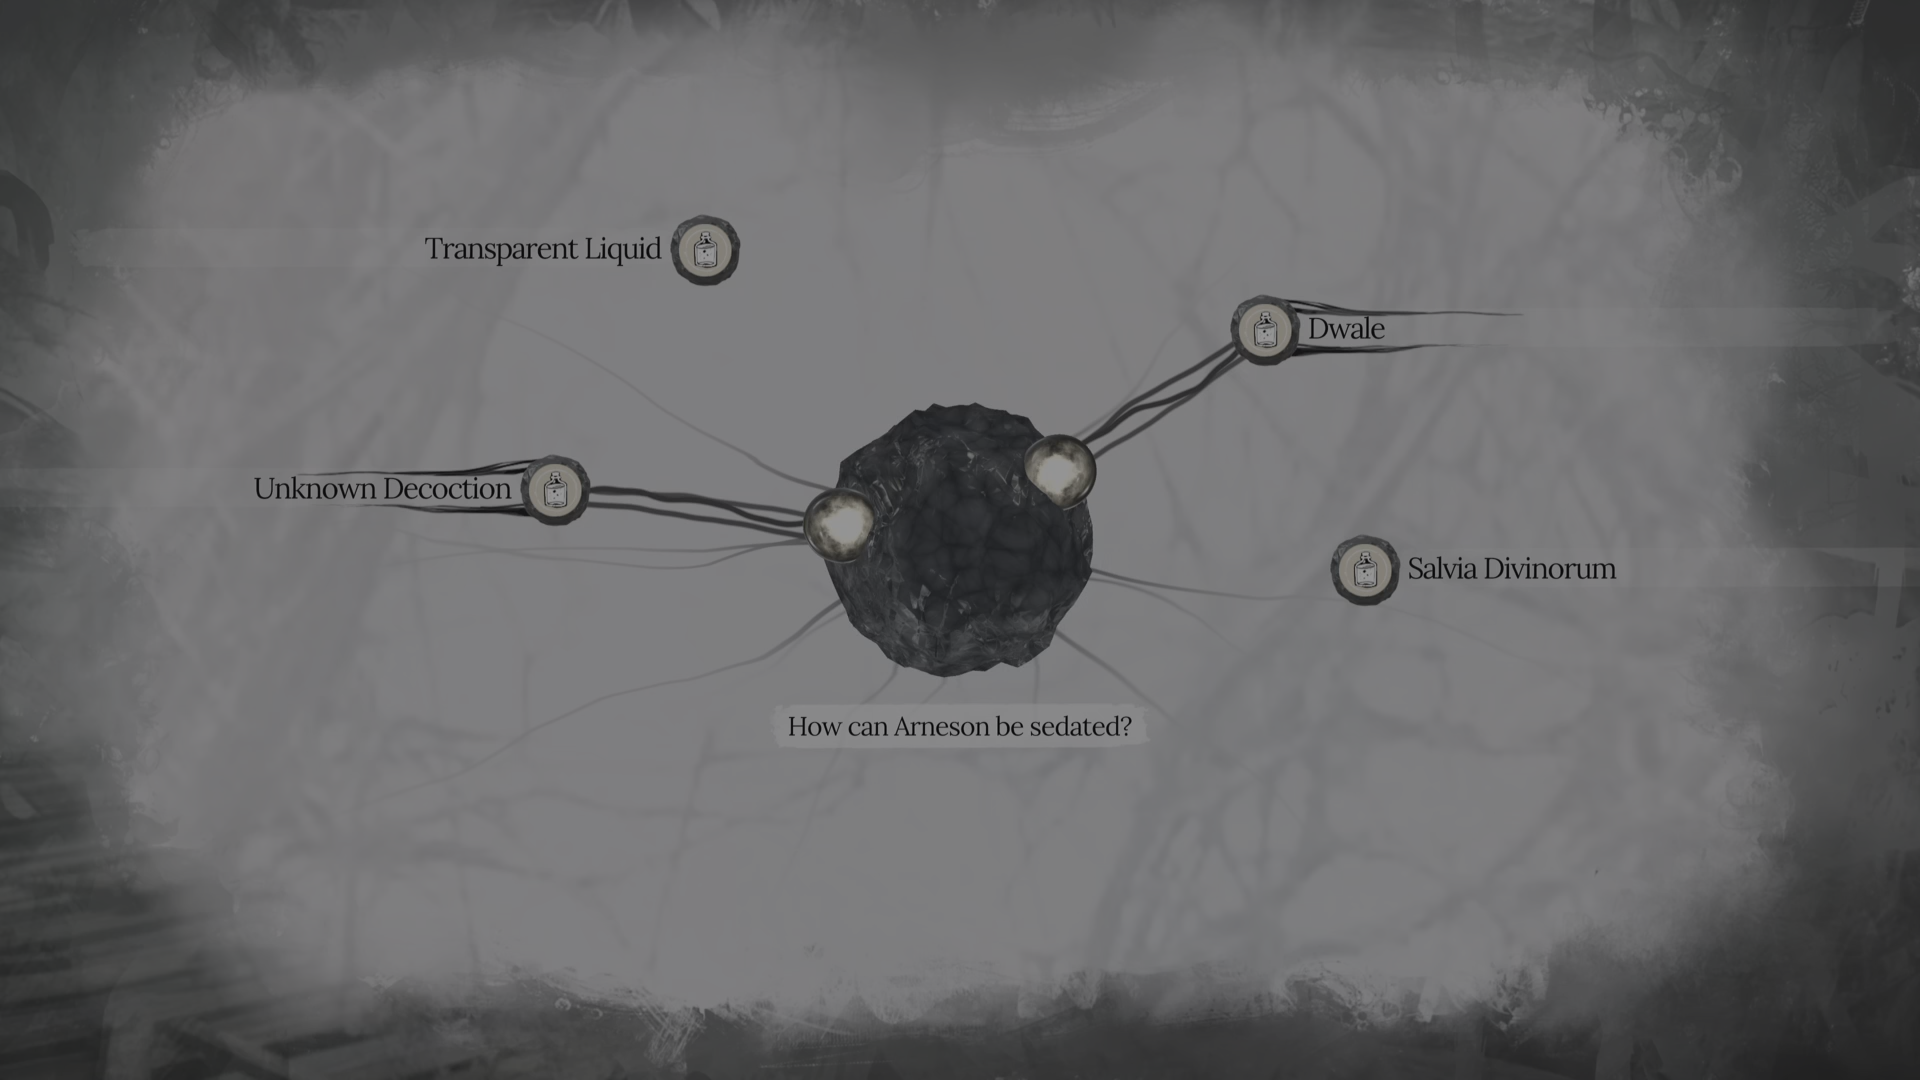 Transparent Liquid
Dwale
Unknown Decoction
Salvia Divinorum
How can Arneson be sedated?